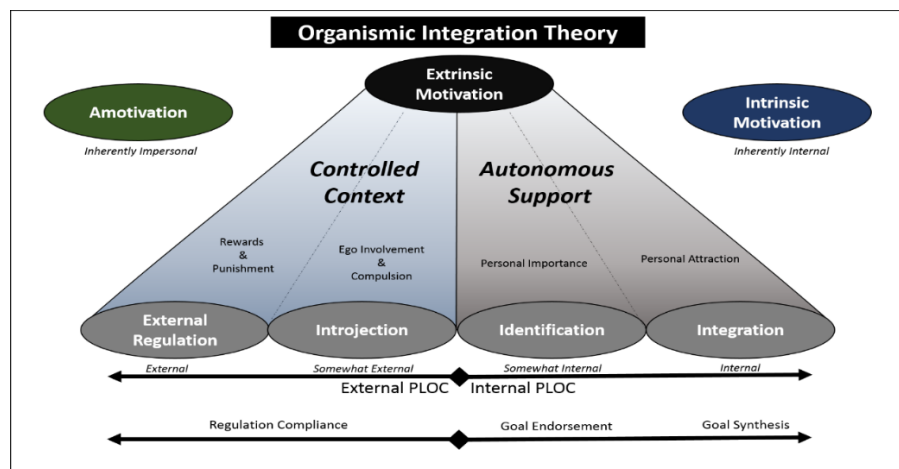 Organismic Integration Theory
Extrinsic
Motivation
Amotivation
Inherently Impersonal
Intrinsic
Motivation
Inherently Internal
Controlled
Context
Autonomous
Support
Rewards
&
Punishment
Ego Involvement
&
Compulsion
Personal Importance
Personal Attraction
External
Regulation
Introjection
Identification
Integration
External
Somewhat External
Somewhat Internal
Internal
External PLOC
Internal PLOC
Regulation Compliance
Goal Endorsement
Goal Synthesis